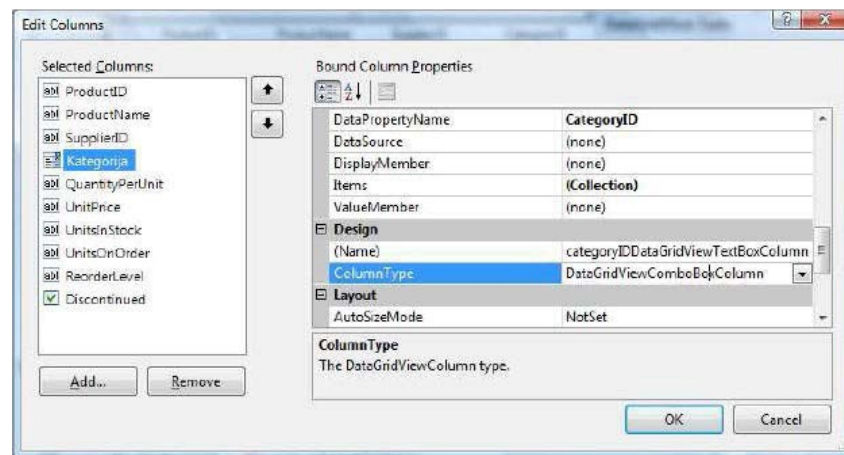 Edit Columns
Selected Columns:
Bound Column Properties
ProductID
ProductName
SupplierID
Kategorija
QuantityPerUnit
UnitPrice
UnitsInStock
UnitsOnOrder
ReorderLevel
Discontinued
DataPropertyName CategoryID
DataSource (none)
DisplayMember (none)
Items (Collection)
ValueMember (none)
Design
(Name) categoryIDDataGridViewTextBoxColumn
ColumnType DataGridViewComboBoxColumn
Layout
AutoSizeMode NotSet
ColumnType
The DataGridViewColumn type.
Add... Remove
OK Cancel